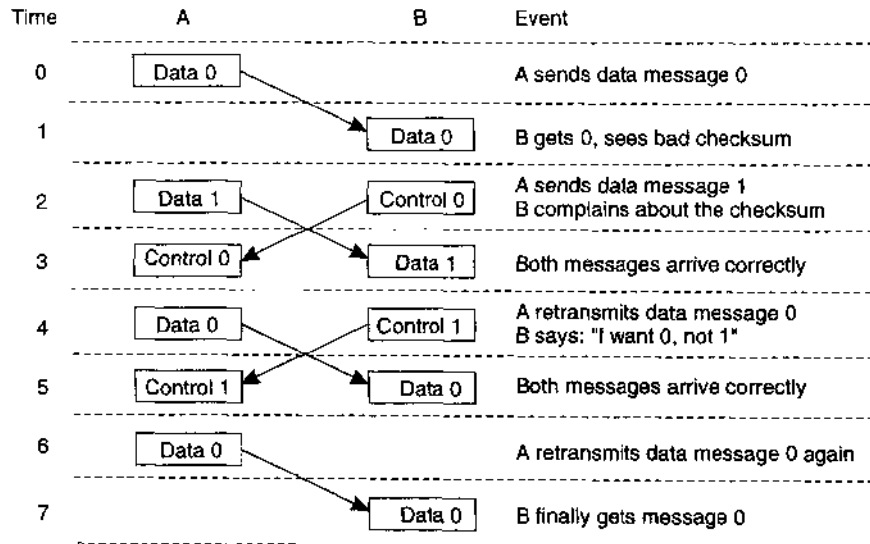 Time A B Event
0 Data 0 A sends data message 0
1 Data 0 B gets 0, sees bad checksum
2 Data 1 Control 0 A sends data message 1
B complains about the checksum
3 Control 0 Data 1 Both messages arrive correctly
4 Data 0 Control 1 A retransmits data message 0
B says: "I want 0, not 1"
5 Control 1 Data 0 Both messages arrive correctly
6 Data 0 A retransmits data message 0 again
7 Data 0 B finally gets message 0